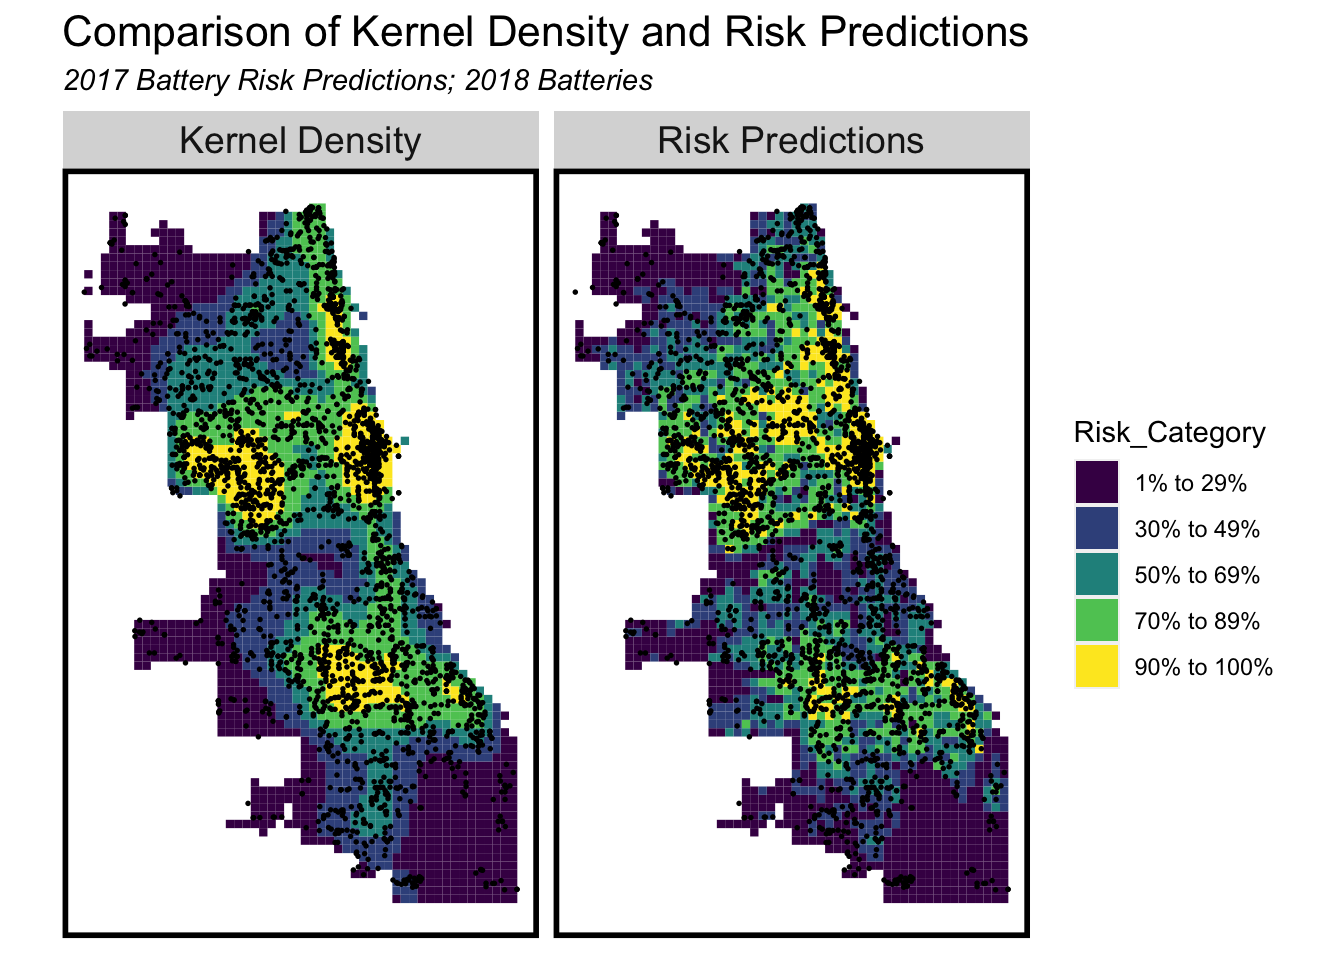 Comparison of Kernel Density and Risk Predictions
2017 Battery Risk Predictions; 2018 Batteries
Kernel Density
Risk Predictions
Risk_Category
1% to 29%
30% to 49%
50% to 69%
70% to 89%
90% to 100%